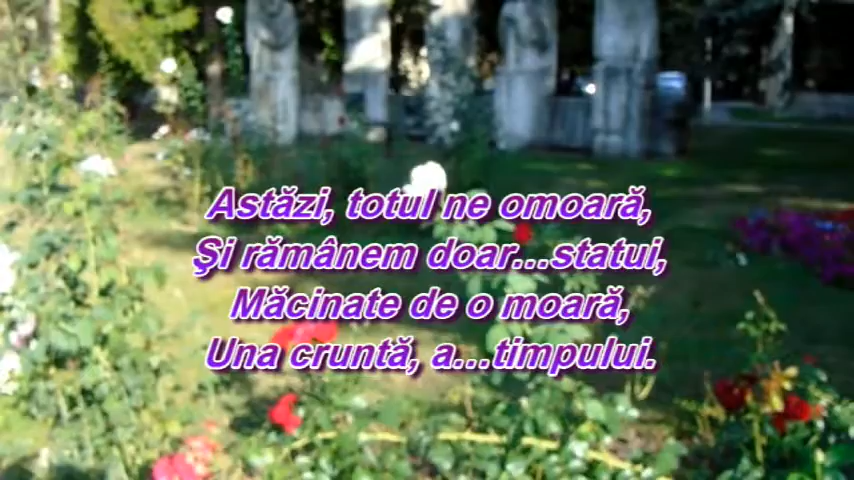 Astăzi, totul ne omoară,
Şi rămânem doar...statui,
Măcinate de o moară,
Una cruntă, a...timpului.